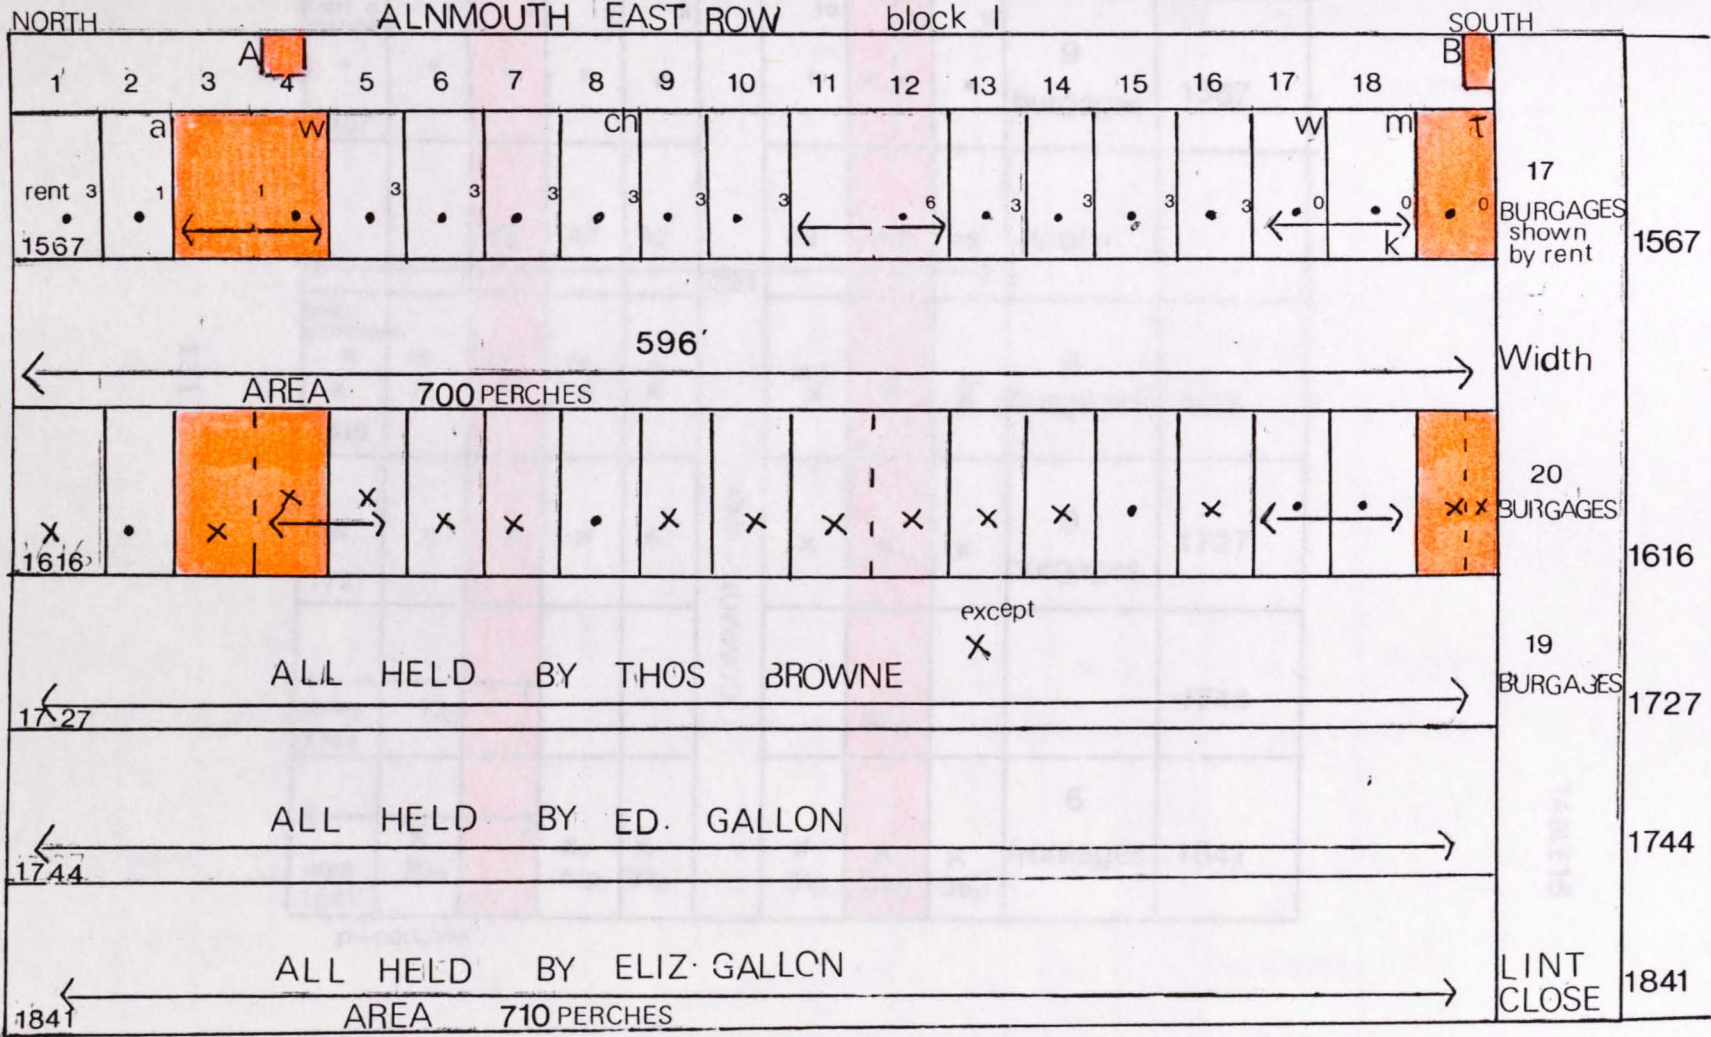 NORTH ALNMOUTH EAST ROW block 1 SOUTH
A B
1 2 3 4 5 6 7 8 9 10 11 12 13 14 15 16 17 18
a w ch w m T
rent 3 1 1 3 3 3 3 3 3 6 3 3 3 3 0 0 0
k
1567
17
BURGAGES
shown
by rent
1567
596'
Width
AREA 700 PERCHES
x x x x x x x x x x x x x x x
1616
20
BURGAGES
1616
except
x
ALL HELD BY THOS BROWNE
1727
19
BURGAGES
1727
ALL HELD BY ED. GALLON
1744
1744
ALL HELD BY ELIZ. GALLON
AREA 710 PERCHES
1841
LINT
CLOSE
1841